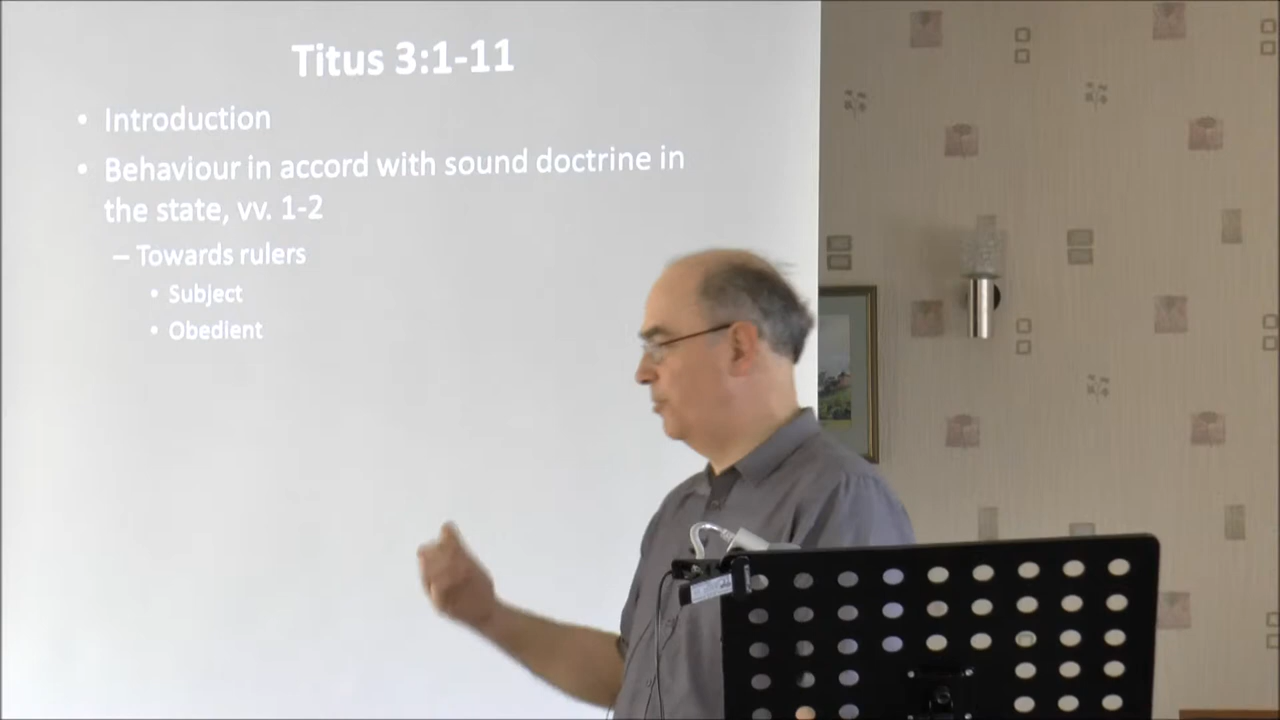 Titus 3:1-11
• Introduction
• Behaviour in accord with sound doctrine in
the state, vv. 1-2
– Towards rulers
• Subject
• Obedient